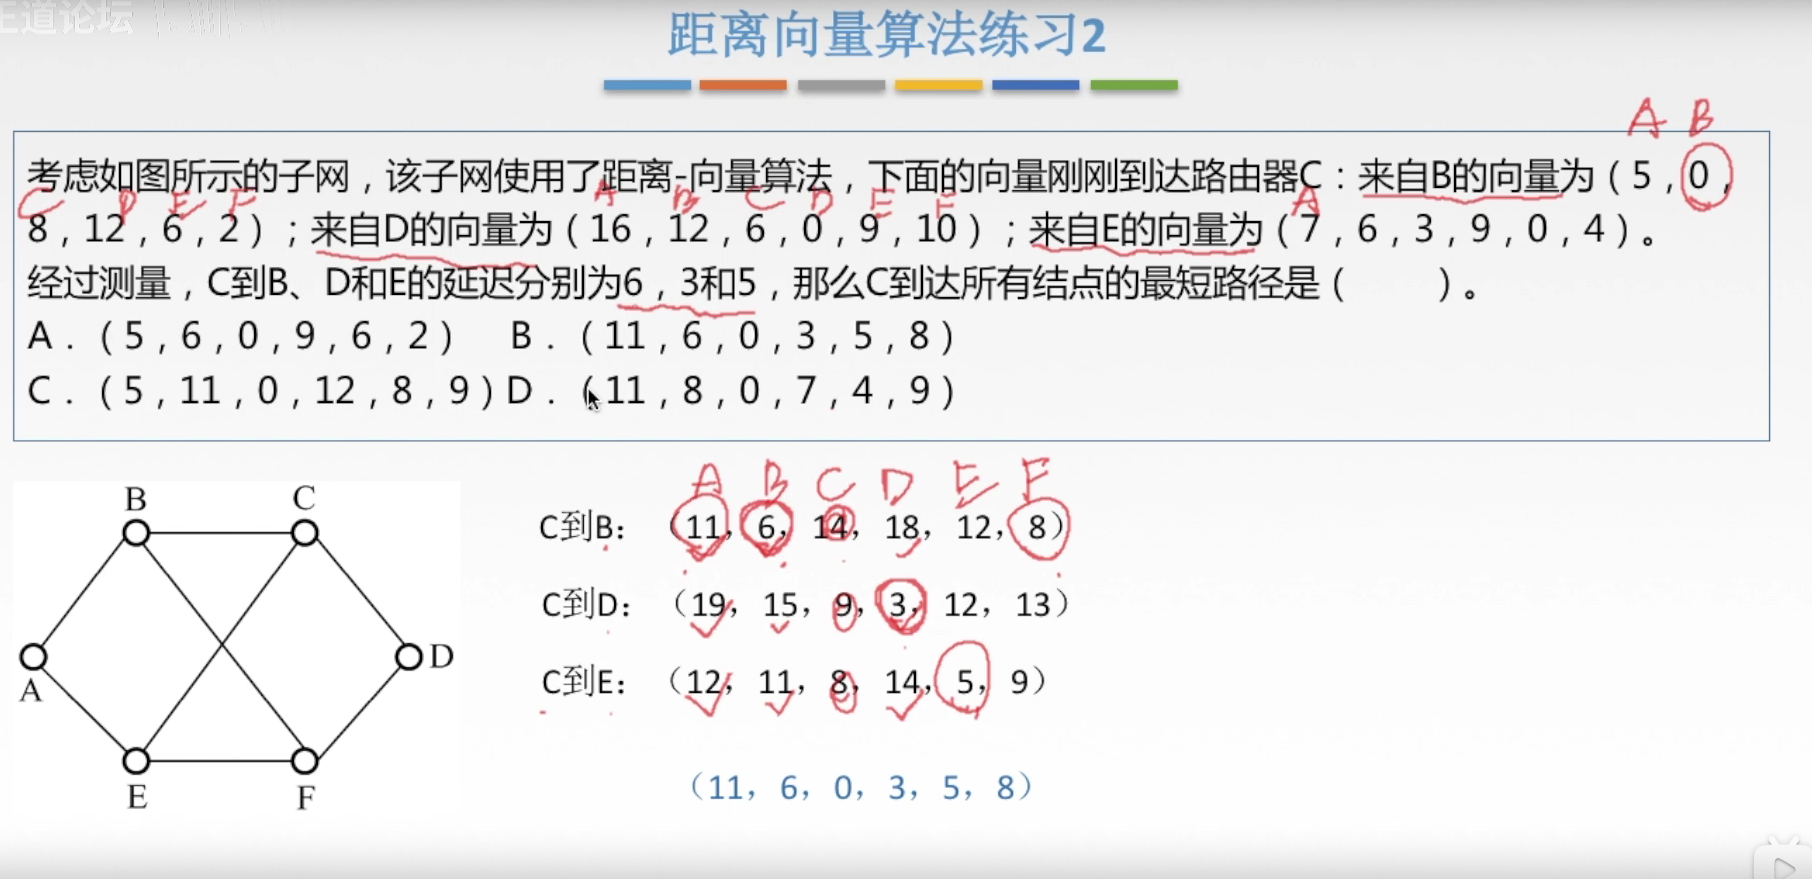 王道论坛
距离向量算法练习2
A B
考虑如图所示的子网，该子网使用了距离-向量算法，下面的向量刚刚到达路由器C：来自B的向量为（5，0，
C D E F A B C D E F A
8，12，6，2）；来自D的向量为（16，12，6，0，9，10）；来自E的向量为（7，6，3，9，0，4）。
经过测量，C到B、D和E的延迟分别为6，3和5，那么C到达所有结点的最短路径是（ ）。
A．（5，6，0，9，6，2） B．（11，6，0，3，5，8）
C．（5，11，0，12，8，9）D．（11，8，0，7，4，9）
A B C D E F
C到B：（11，6，14，18，12，8）
C到D：（19，15，9，3，12，13）
C到E：（12，11，8，14，5，9）
（11，6，0，3，5，8）
B C
A D
E F